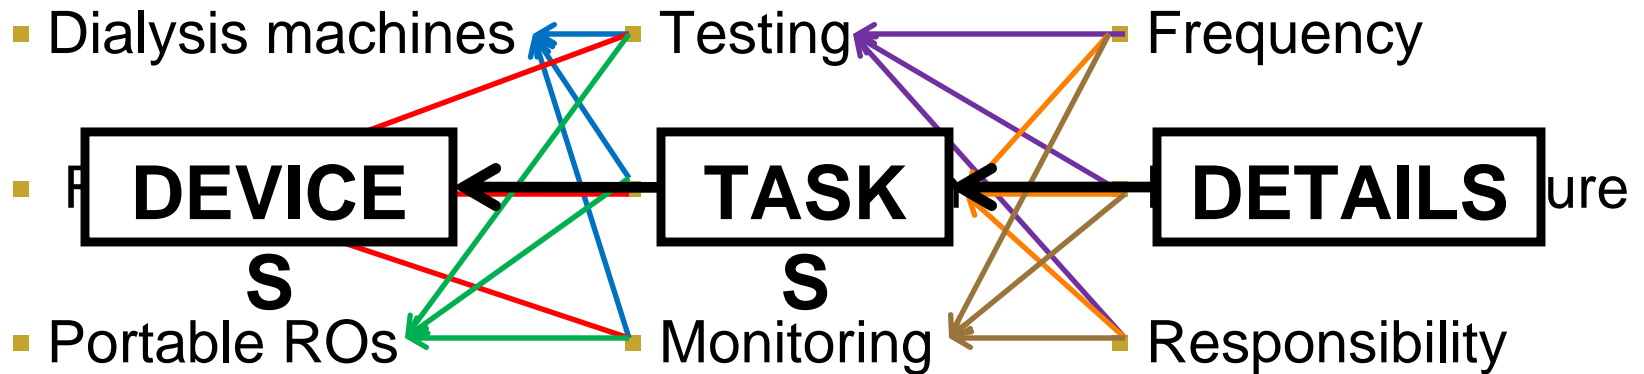 Dialysis machines Testing Frequency
DEVICE TASK DETAILS ure
S S
Portable ROs Monitoring Responsibility